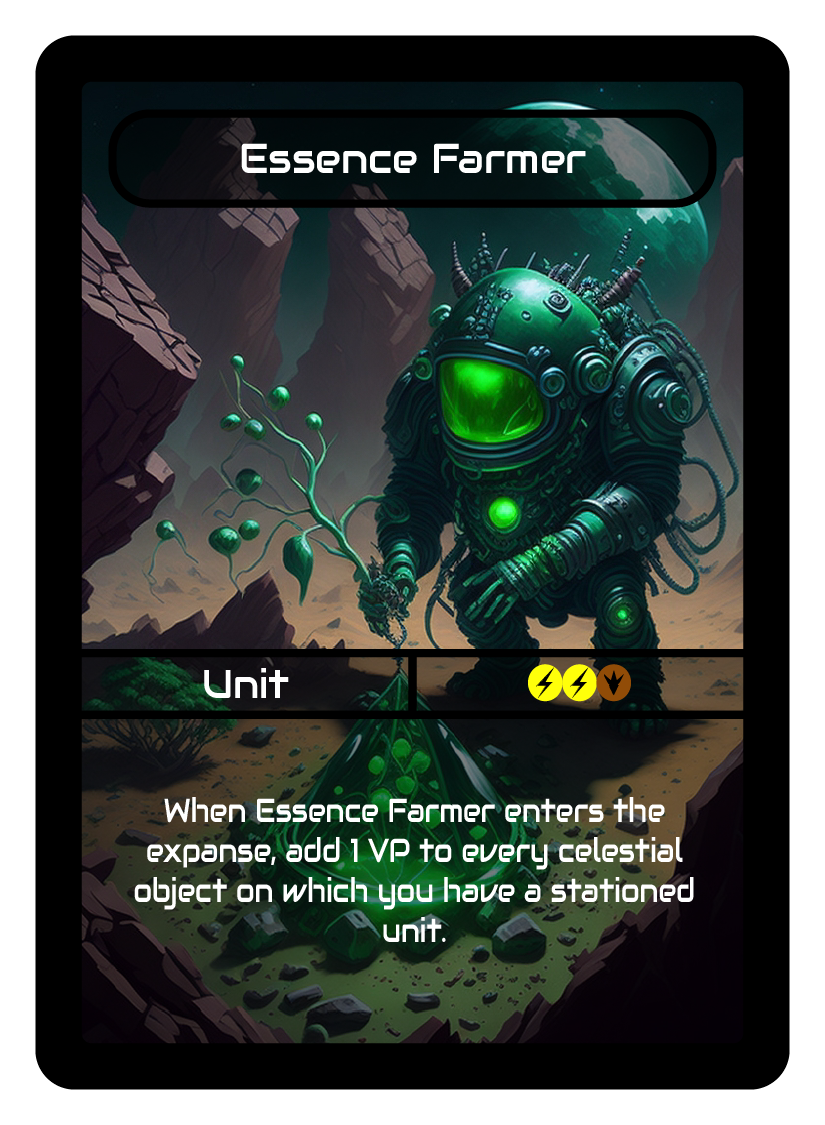 Essence Farmer
Unit
When Essence Farmer enters the
expanse, add 1 VP to every celestial
object on which you have a stationed
unit.